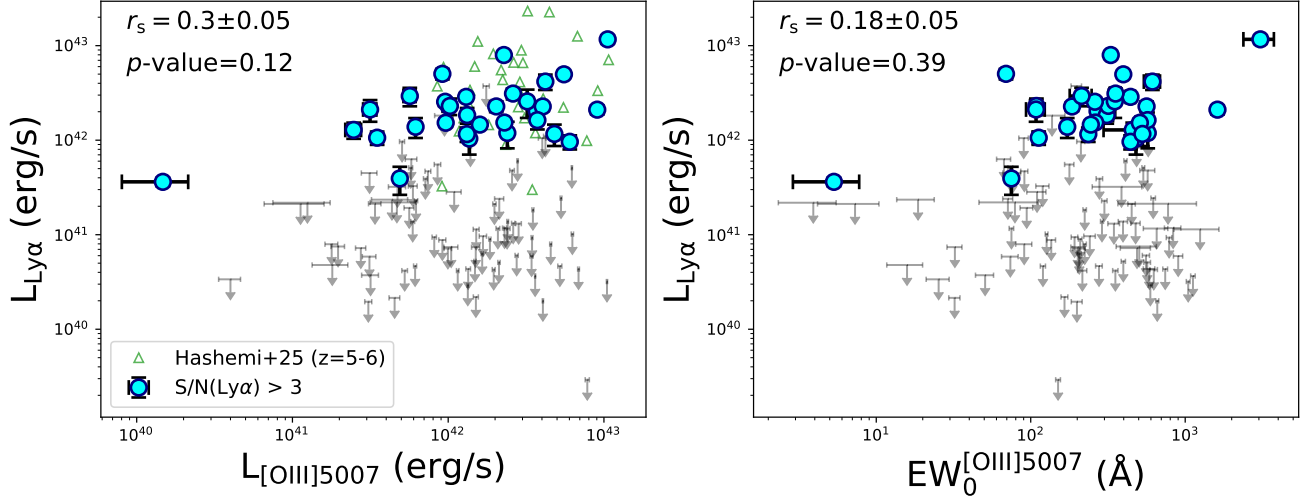 r_s = 0.3±0.05
p-value=0.12
10^43
10^42
10^41
10^40
L_Lyα (erg/s)
Hashemi+25 (z=5-6)
S/N(Lyα) > 3
10^40 10^41 10^42 10^43
L_[OIII]5007 (erg/s)
r_s = 0.18±0.05
p-value=0.39
10^43
10^42
10^41
10^40
L_Lyα (erg/s)
10^1 10^2 10^3
EW_0^[OIII]5007 (Å)